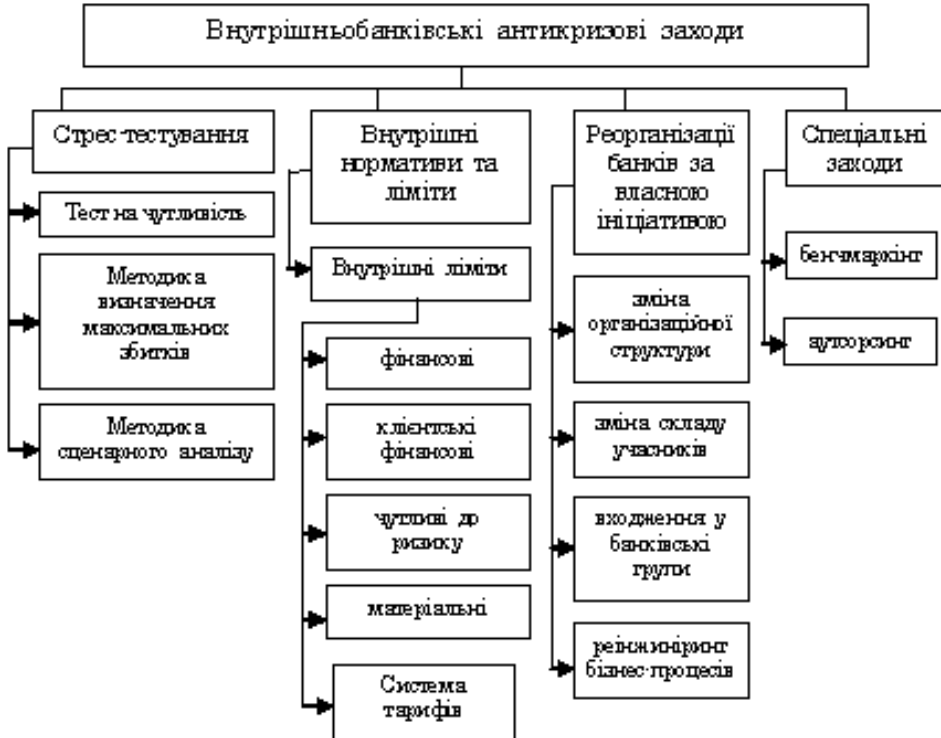 Внутрішньобанківські антикризові заходи
Стрес-тестування
Тест на чутливість
Методика
визначення
максимальних
збитків
Методика
сценарного аналізу
Внутрішні
нормативи та
ліміти
Внутрішні ліміти
фінансові
клієнтські
фінансові
чутливі до
ризику
матеріальні
Система
тарифів
Реорганізації
банків за
власною
ініціативою
зміна
організаційної
структури
зміна складу
учасників
входження у
банківські
групи
реінжиніринг
бізнес-процесів
Спеціальні
заходи
бенчмаркінг
аутсорсинг